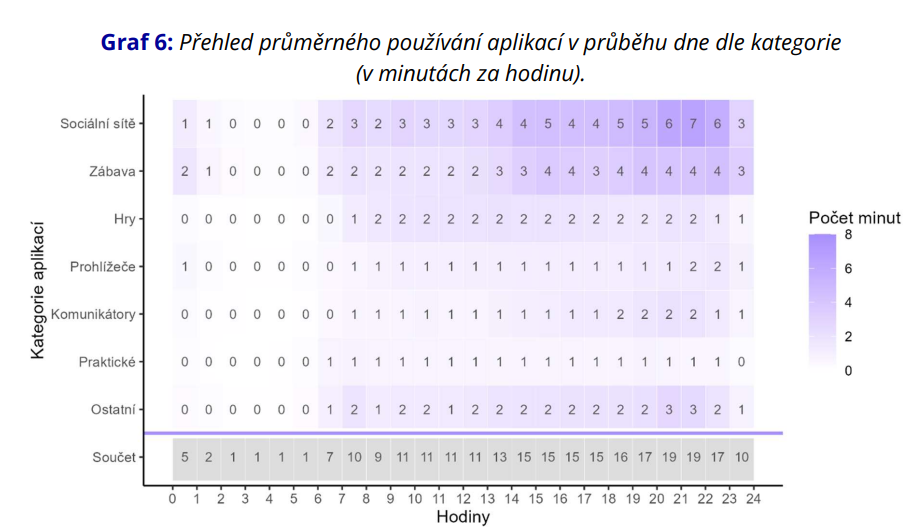 Graf 6: Přehled průměrného používání aplikací v průběhu dne dle kategorie
(v minutách za hodinu).
Kategorie aplikací
Sociální sítě 1 1 0 0 0 0 2 3 2 3 3 3 3 4 4 5 4 4 5 5 6 7 6 3
Zábava 2 1 0 0 0 0 2 2 2 2 2 2 2 3 3 4 4 3 4 4 4 4 4 3
Hry 0 0 0 0 0 0 0 1 2 2 2 2 2 2 2 2 2 2 2 2 2 2 1 1
Prohlížeče 1 0 0 0 0 0 0 1 1 1 1 1 1 1 1 1 1 1 1 1 1 2 2 1
Komunikátory 0 0 0 0 0 0 0 1 1 1 1 1 1 1 1 1 1 1 2 2 2 2 1 1
Praktické 0 0 0 0 0 0 1 1 1 1 1 1 1 1 1 1 1 1 1 1 1 1 1 0
Ostatní 0 0 0 0 0 0 1 2 1 2 2 1 2 2 2 2 2 2 2 2 3 3 2 1
Součet 5 2 1 1 1 1 7 10 9 11 11 11 11 13 15 15 15 15 16 17 19 19 17 10
0 1 2 3 4 5 6 7 8 9 10 11 12 13 14 15 16 17 18 19 20 21 22 23 24
Hodiny
Počet minut
8
6
4
2
0